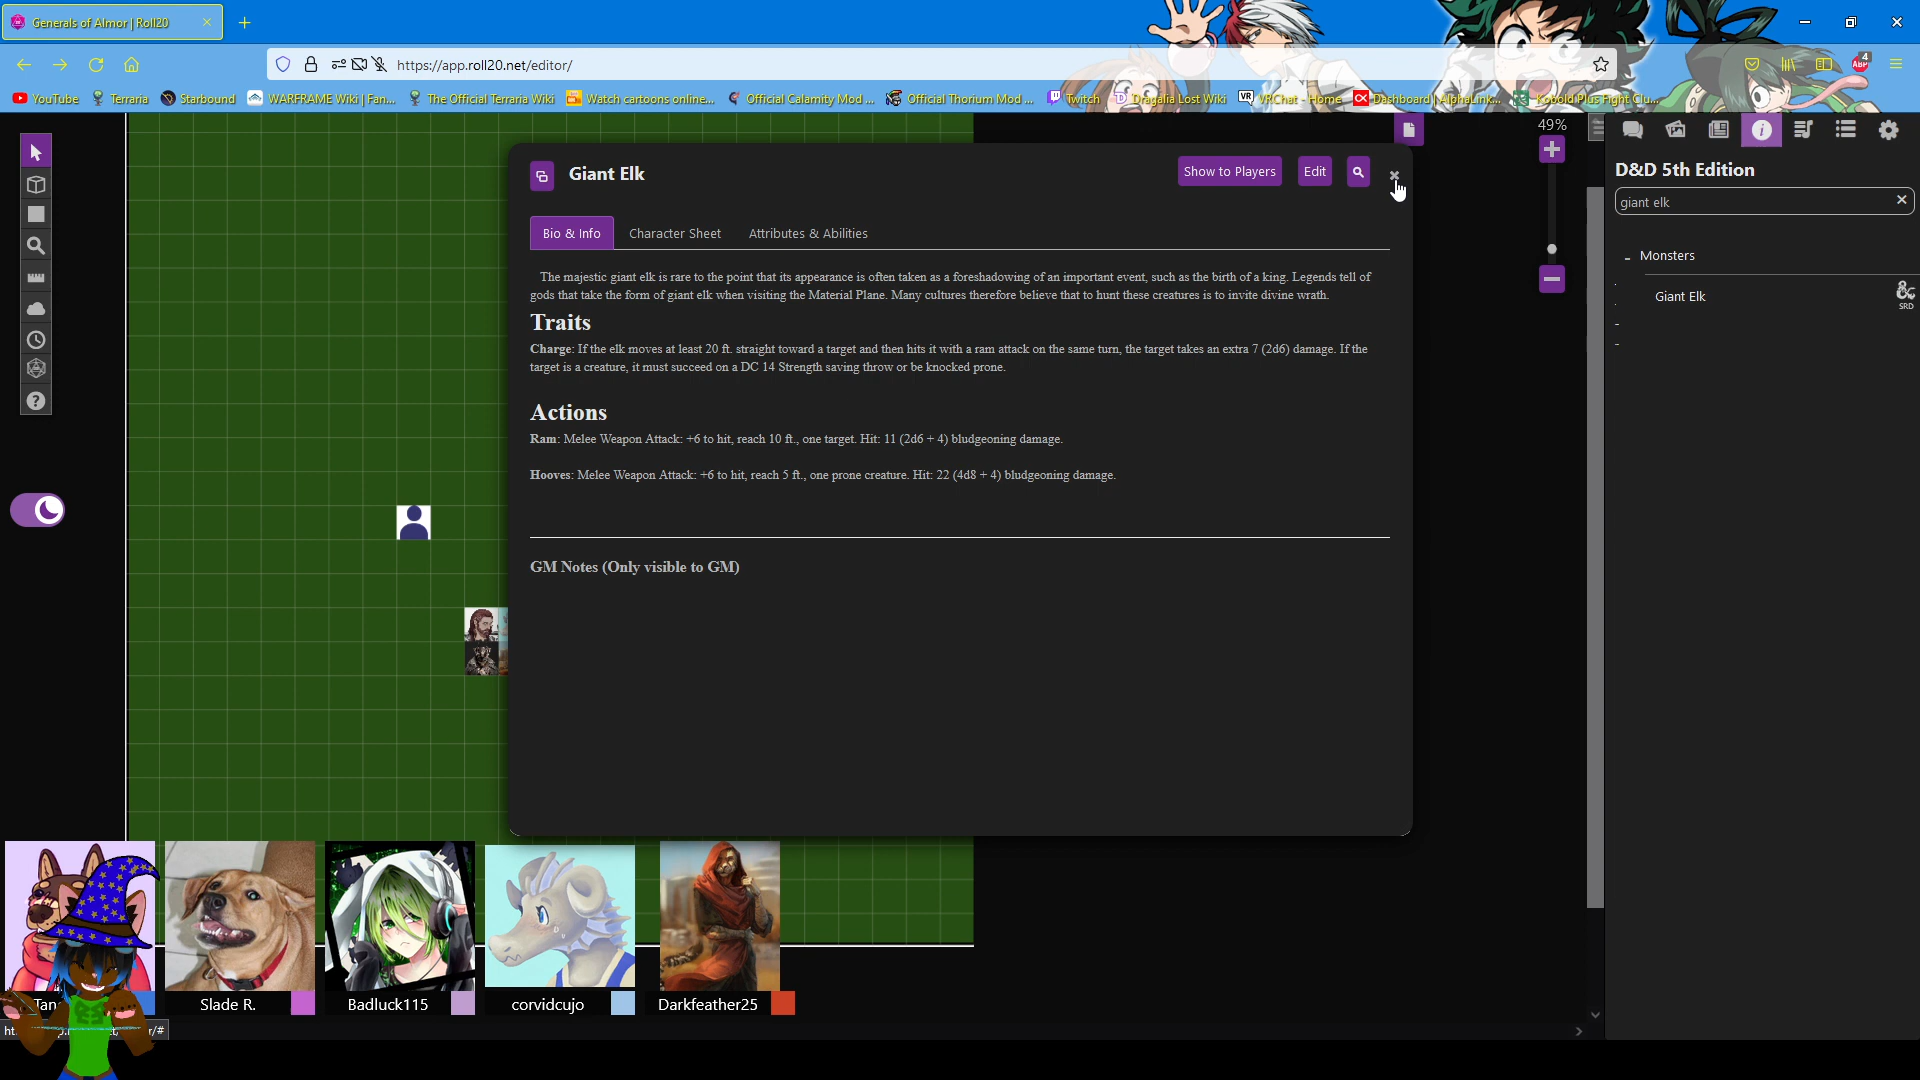 Generals of Almor | Roll20
https://app.roll20.net/editor/
YouTube Terraria Starbound WARFRAME Wiki | Fan... The Official Terraria Wiki Watch cartoons online... Official Calamity Mod ... Official Thorium Mod ... Twitch Dragalia Lost Wiki VRChat - Home Dashboard | AlphaLink... Kobold Plus Fight Clu...
ABP 4
49%
Giant Elk
Show to Players Edit
Bio & Info Character Sheet Attributes & Abilities
The majestic giant elk is rare to the point that its appearance is often taken as a foreshadowing of an important event, such as the birth of a king. Legends tell of
gods that take the form of giant elk when visiting the Material Plane. Many cultures therefore believe that to hunt these creatures is to invite divine wrath.
Traits
Charge: If the elk moves at least 20 ft. straight toward a target and then hits it with a ram attack on the same turn, the target takes an extra 7 (2d6) damage. If the
target is a creature, it must succeed on a DC 14 Strength saving throw or be knocked prone.
Actions
Ram: Melee Weapon Attack: +6 to hit, reach 10 ft., one target. Hit: 11 (2d6 + 4) bludgeoning damage.
Hooves: Melee Weapon Attack: +6 to hit, reach 5 ft., one prone creature. Hit: 22 (4d8 + 4) bludgeoning damage.
GM Notes (Only visible to GM)
D&D 5th Edition
giant elk
Monsters
Giant Elk
SRD
Slade R.
Badluck115
corvidcujo
Darkfeather25